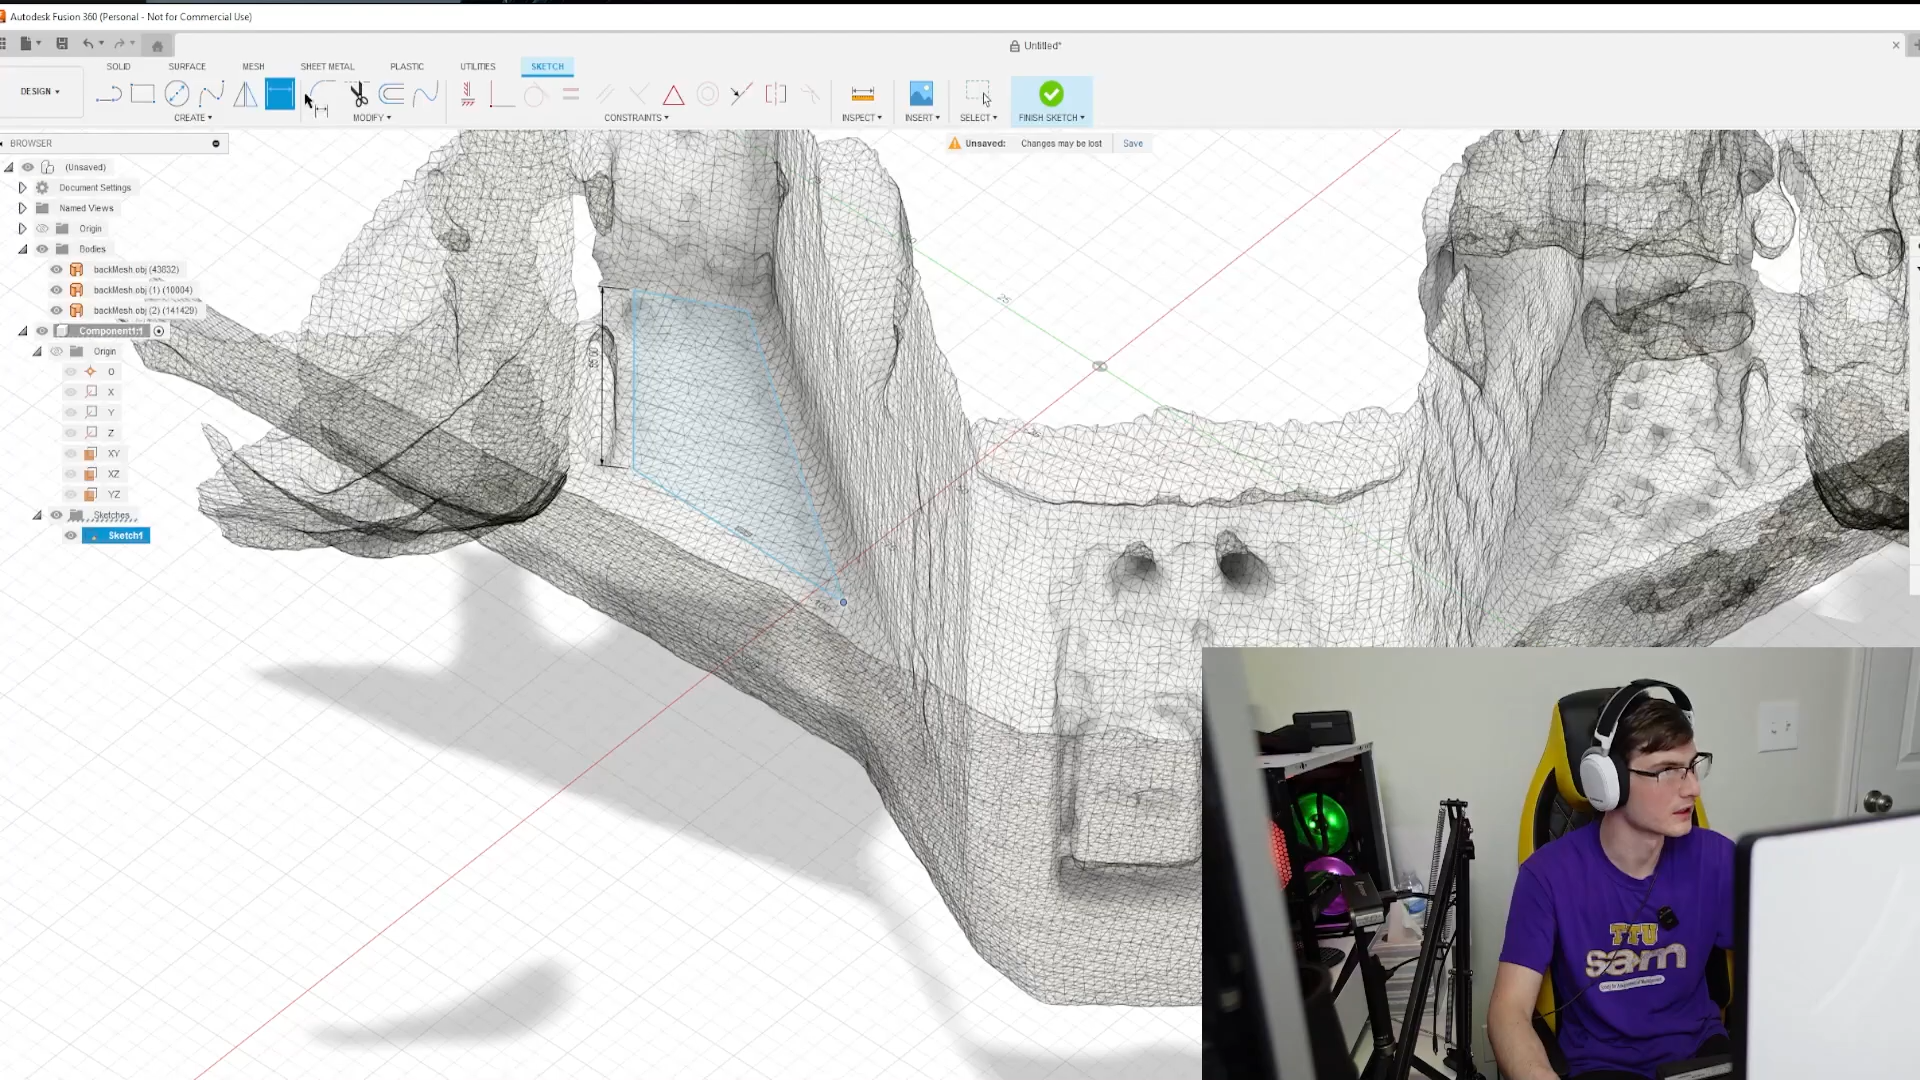 Autodesk Fusion 360 (Personal - Not for Commercial Use)
Untitled*
SOLID SURFACE MESH SHEET METAL PLASTIC UTILITIES SKETCH
DESIGN
CREATE MODIFY CONSTRAINTS INSPECT INSERT SELECT FINISH SKETCH
BROWSER
Unsaved: Changes may be lost Save
(Unsaved)
Document Settings
Named Views
Origin
Bodies
backMesh.obj (43832)
backMesh.obj (1) (10004)
backMesh.obj (2) (141429)
Component1:1
Origin
O
X
Y
Z
XY
XZ
YZ
Sketches
Sketch1
25
TTU
sam